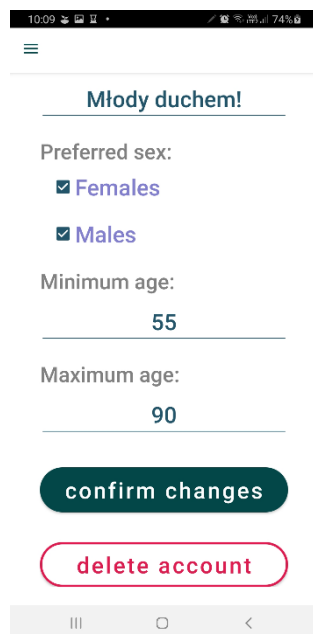 10:09
74%
Młody duchem!
Preferred sex:
Females
Males
Minimum age:
55
Maximum age:
90
confirm changes
delete account